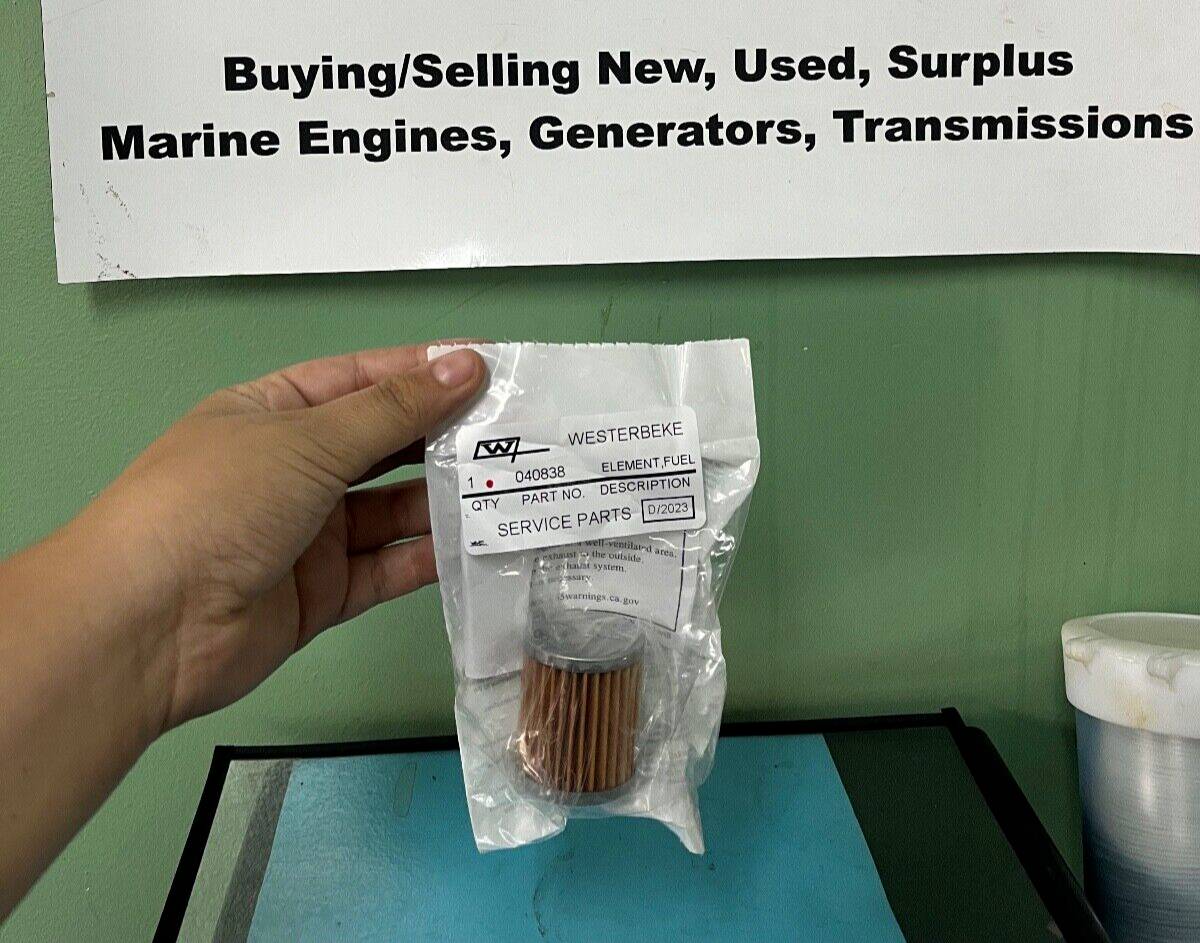 Buying/Selling New, Used, Surplus
Marine Engines, Generators, Transmissions
W WESTERBEKE
1 040838 ELEMENT,FUEL
QTY PART NO. DESCRIPTION
SERVICE PARTS D/2023
well-ventilated area.
exhaust to the outside.
exhaust system.
necessary.
warnings.ca.gov